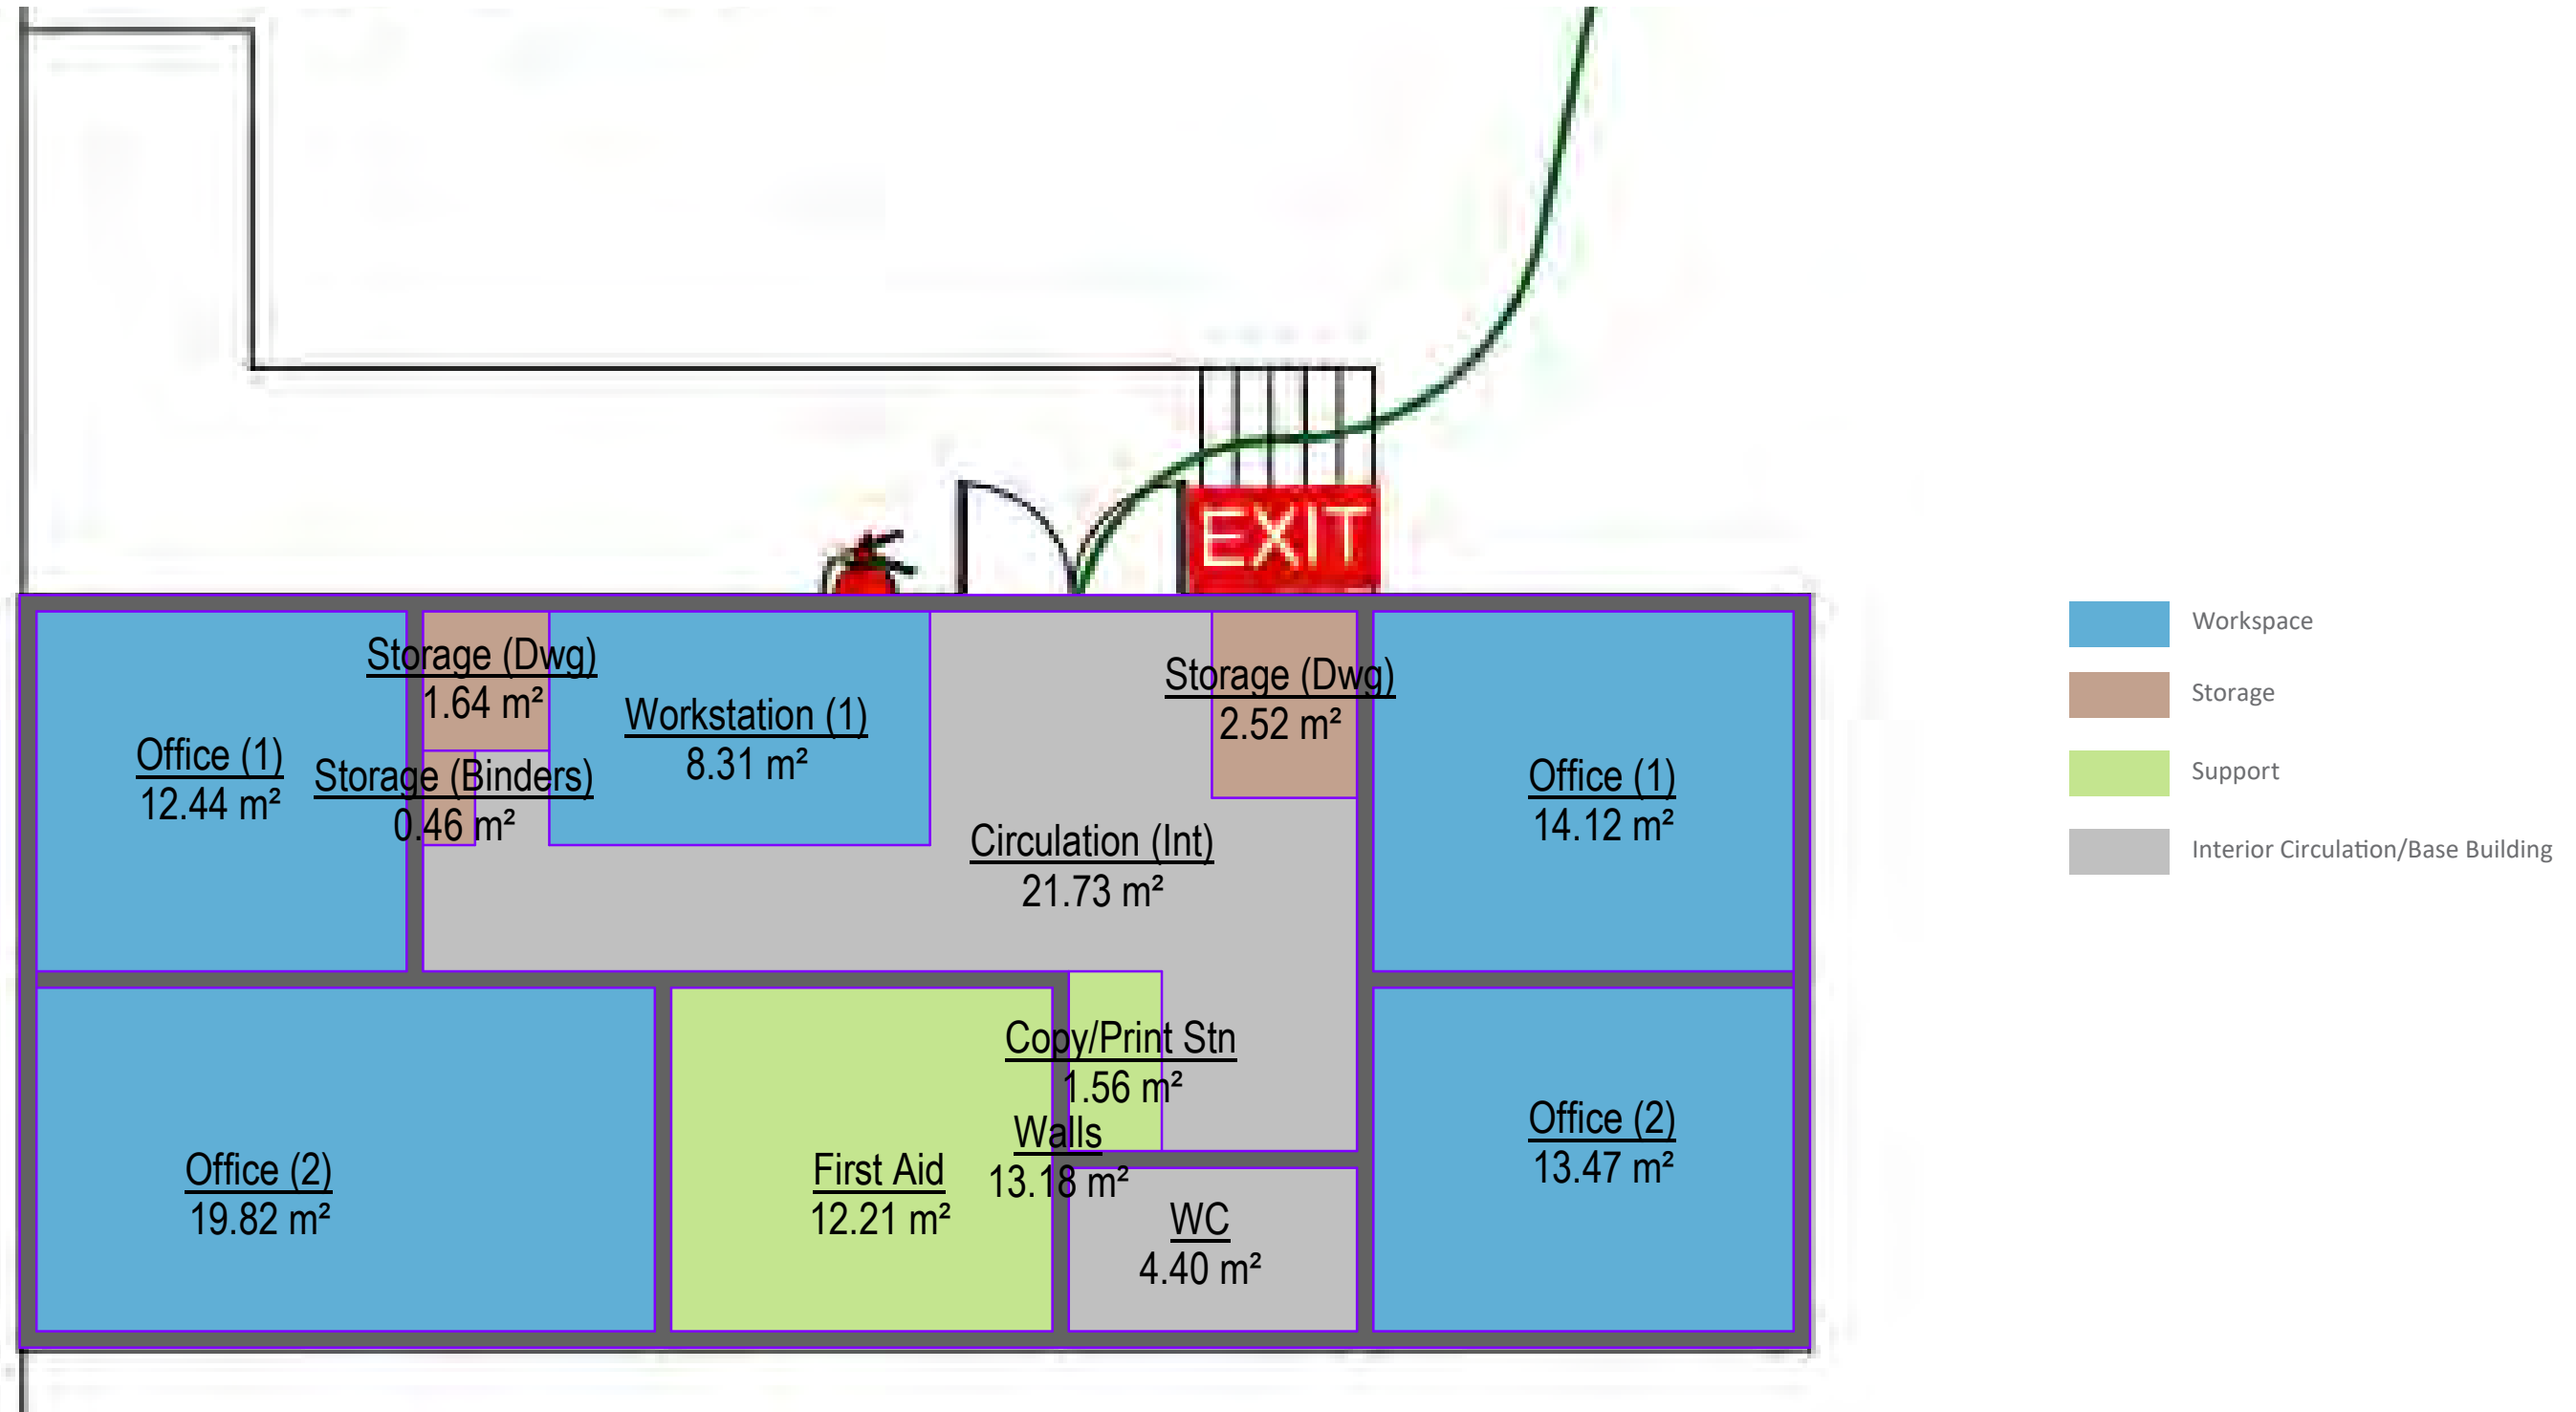 EXIT
Storage (Dwg)
1.64 m²
Workstation (1)
8.31 m²
Storage (Dwg)
2.52 m²
Office (1)
12.44 m²
Storage (Binders)
0.46 m²
Circulation (Int)
21.73 m²
Office (1)
14.12 m²
Office (2)
19.82 m²
First Aid
12.21 m²
Copy/Print Stn
1.56 m²
Walls
13.18 m²
WC
4.40 m²
Office (2)
13.47 m²
Workspace
Storage
Support
Interior Circulation/Base Building